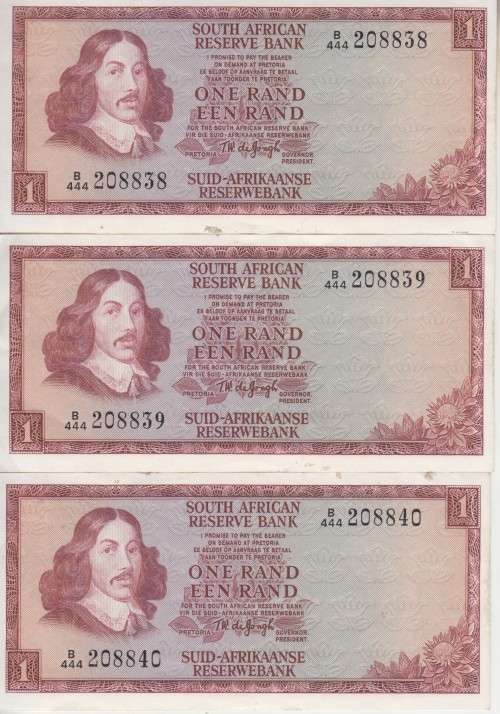 SOUTH AFRICAN
RESERVE BANK
B/444 208838
1
I PROMISE TO PAY THE BEARER
ON DEMAND AT PRETORIA
EK BELOOF OP AANVRAAG TE BETAAL
AAN TOONDER TE PRETORIA
ONE RAND
EEN RAND
FOR THE SOUTH AFRICAN RESERVE BANK
VIR DIE SUID-AFRIKAANSE RESERWEBANK
PRETORIA T.W. de Jongh GOVERNOR
PRESIDENT.
B/444 208838
1
SUID-AFRIKAANSE
RESERWEBANK
SOUTH AFRICAN
RESERVE BANK
B/444 208839
1
I PROMISE TO PAY THE BEARER
ON DEMAND AT PRETORIA
EK BELOOF OP AANVRAAG TE BETAAL
AAN TOONDER TE PRETORIA
ONE RAND
EEN RAND
FOR THE SOUTH AFRICAN RESERVE BANK
VIR DIE SUID-AFRIKAANSE RESERWEBANK
PRETORIA T.W. de Jongh GOVERNOR
PRESIDENT.
B/444 208839
1
SUID-AFRIKAANSE
RESERWEBANK
SOUTH AFRICAN
RESERVE BANK
B/444 208840
1
I PROMISE TO PAY THE BEARER
ON DEMAND AT PRETORIA
EK BELOOF OP AANVRAAG TE BETAAL
AAN TOONDER TE PRETORIA
ONE RAND
EEN RAND
FOR THE SOUTH AFRICAN RESERVE BANK
VIR DIE SUID-AFRIKAANSE RESERWEBANK
PRETORIA T.W. de Jongh GOVERNOR
PRESIDENT.
B/444 208840
1
SUID-AFRIKAANSE
RESERWEBANK